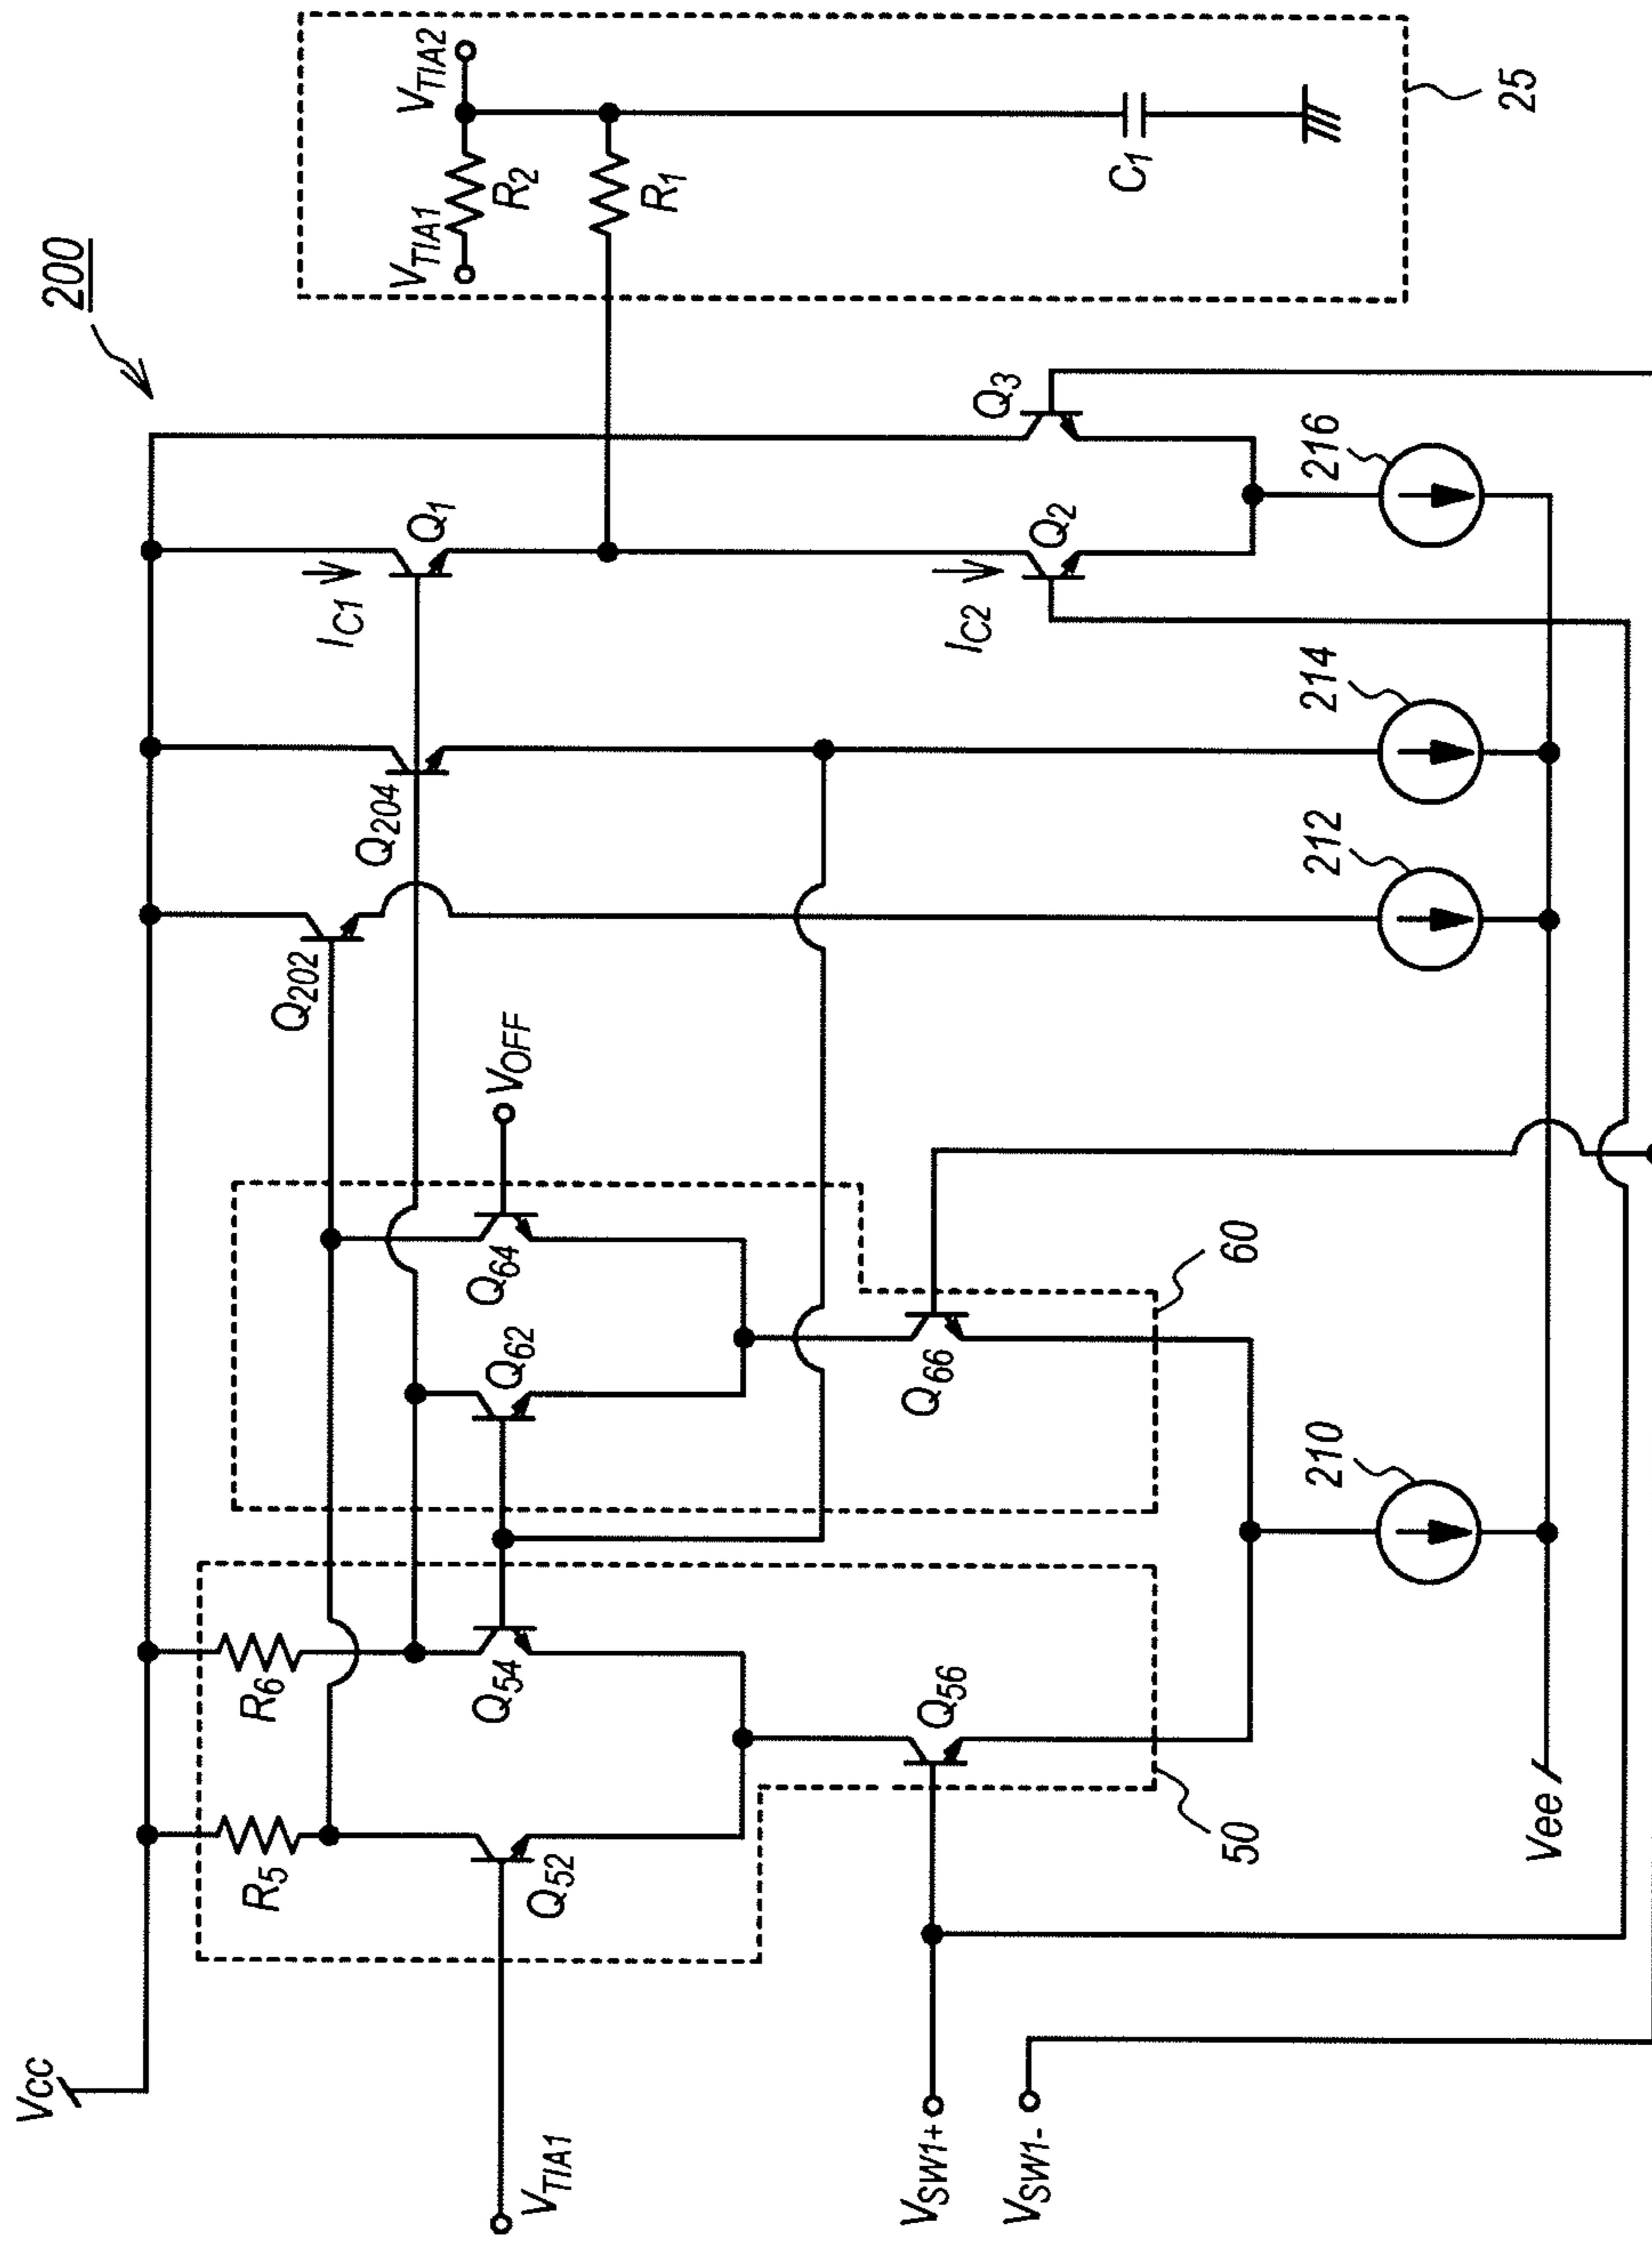 200
Vcc
R5
R6
Q52
Q54
Q56
50
VTIA1
VSW1+
VSW1-
Q62
Q64
Q66
60
VOFF
Q202
Q204
IC1
Q1
IC2
Q2
Q3
210
212
214
216
Vee
VTIA1
VTIA2
R2
R1
C1
25